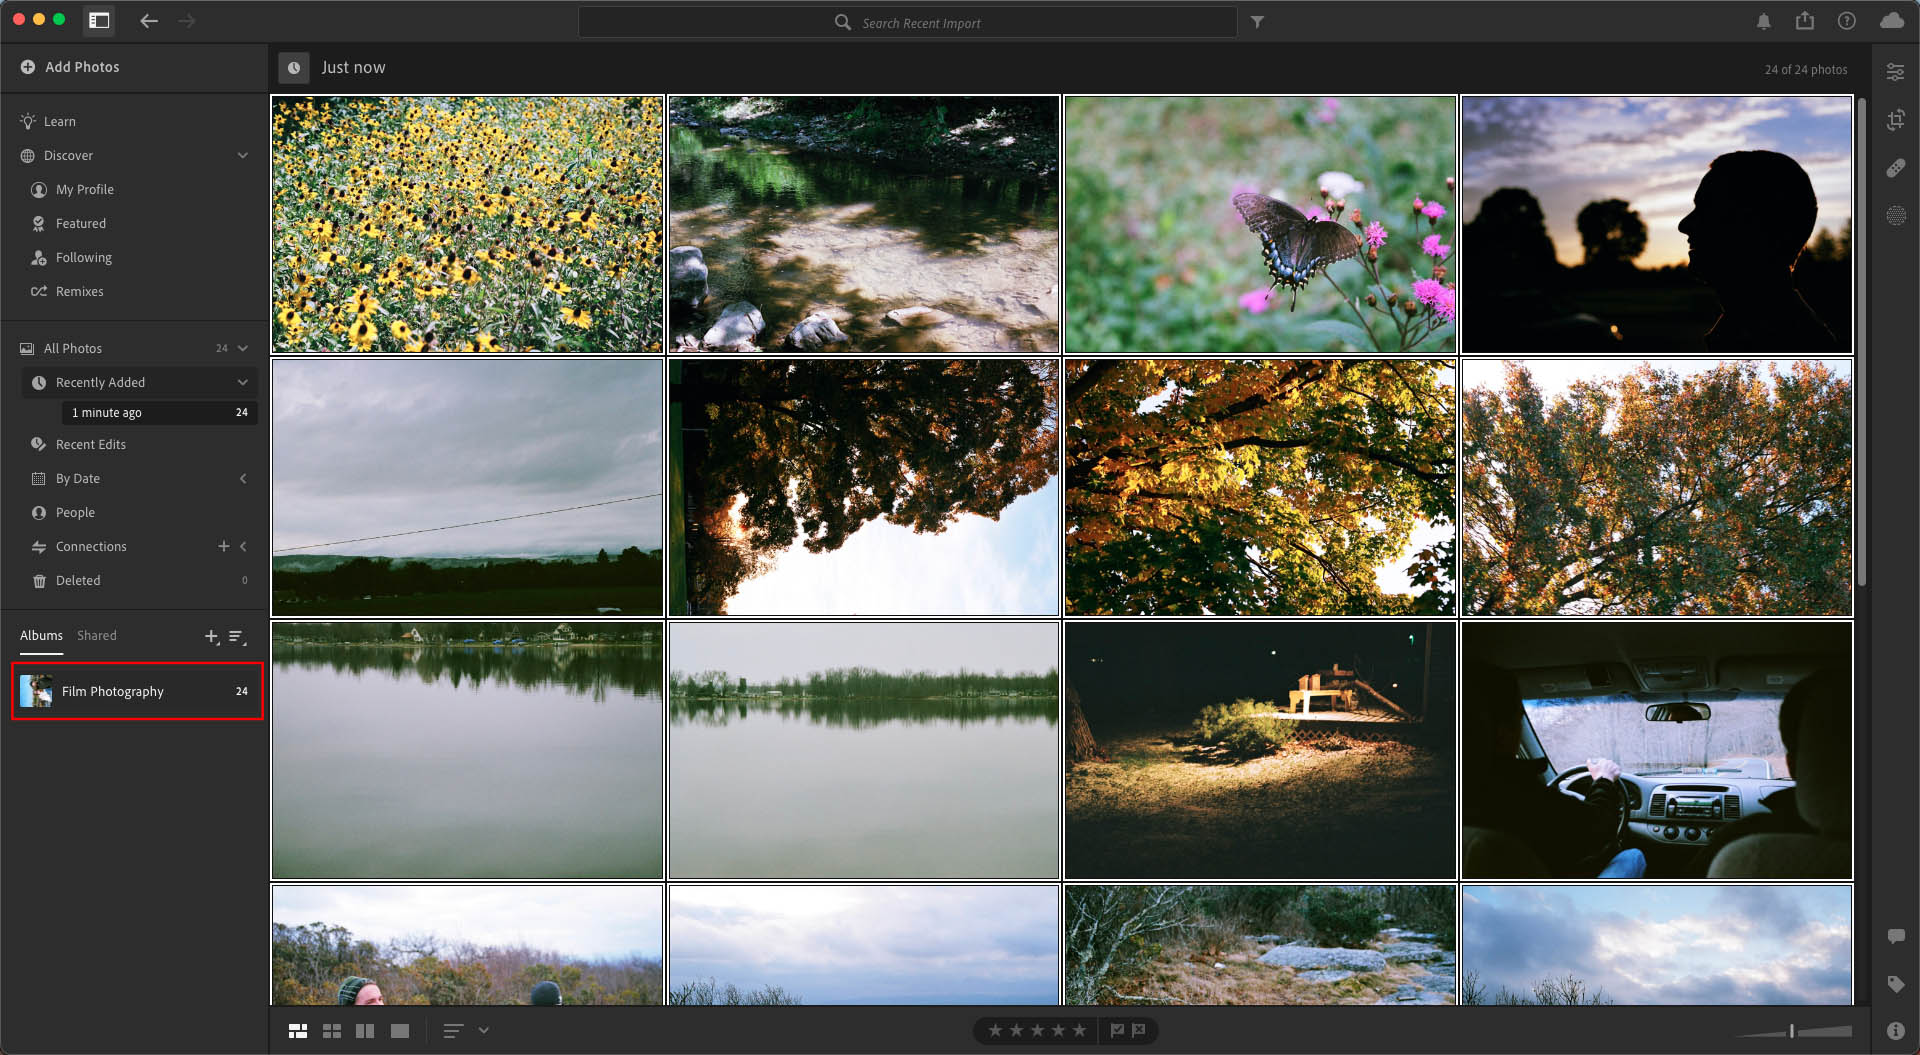 Search Recent Import
Add Photos
Just now
24 of 24 photos
Learn
Discover
My Profile
Featured
Following
Remixes
All Photos 24
Recently Added
1 minute ago 24
Recent Edits
By Date
People
Connections
Deleted 0
Albums Shared
Film Photography 24